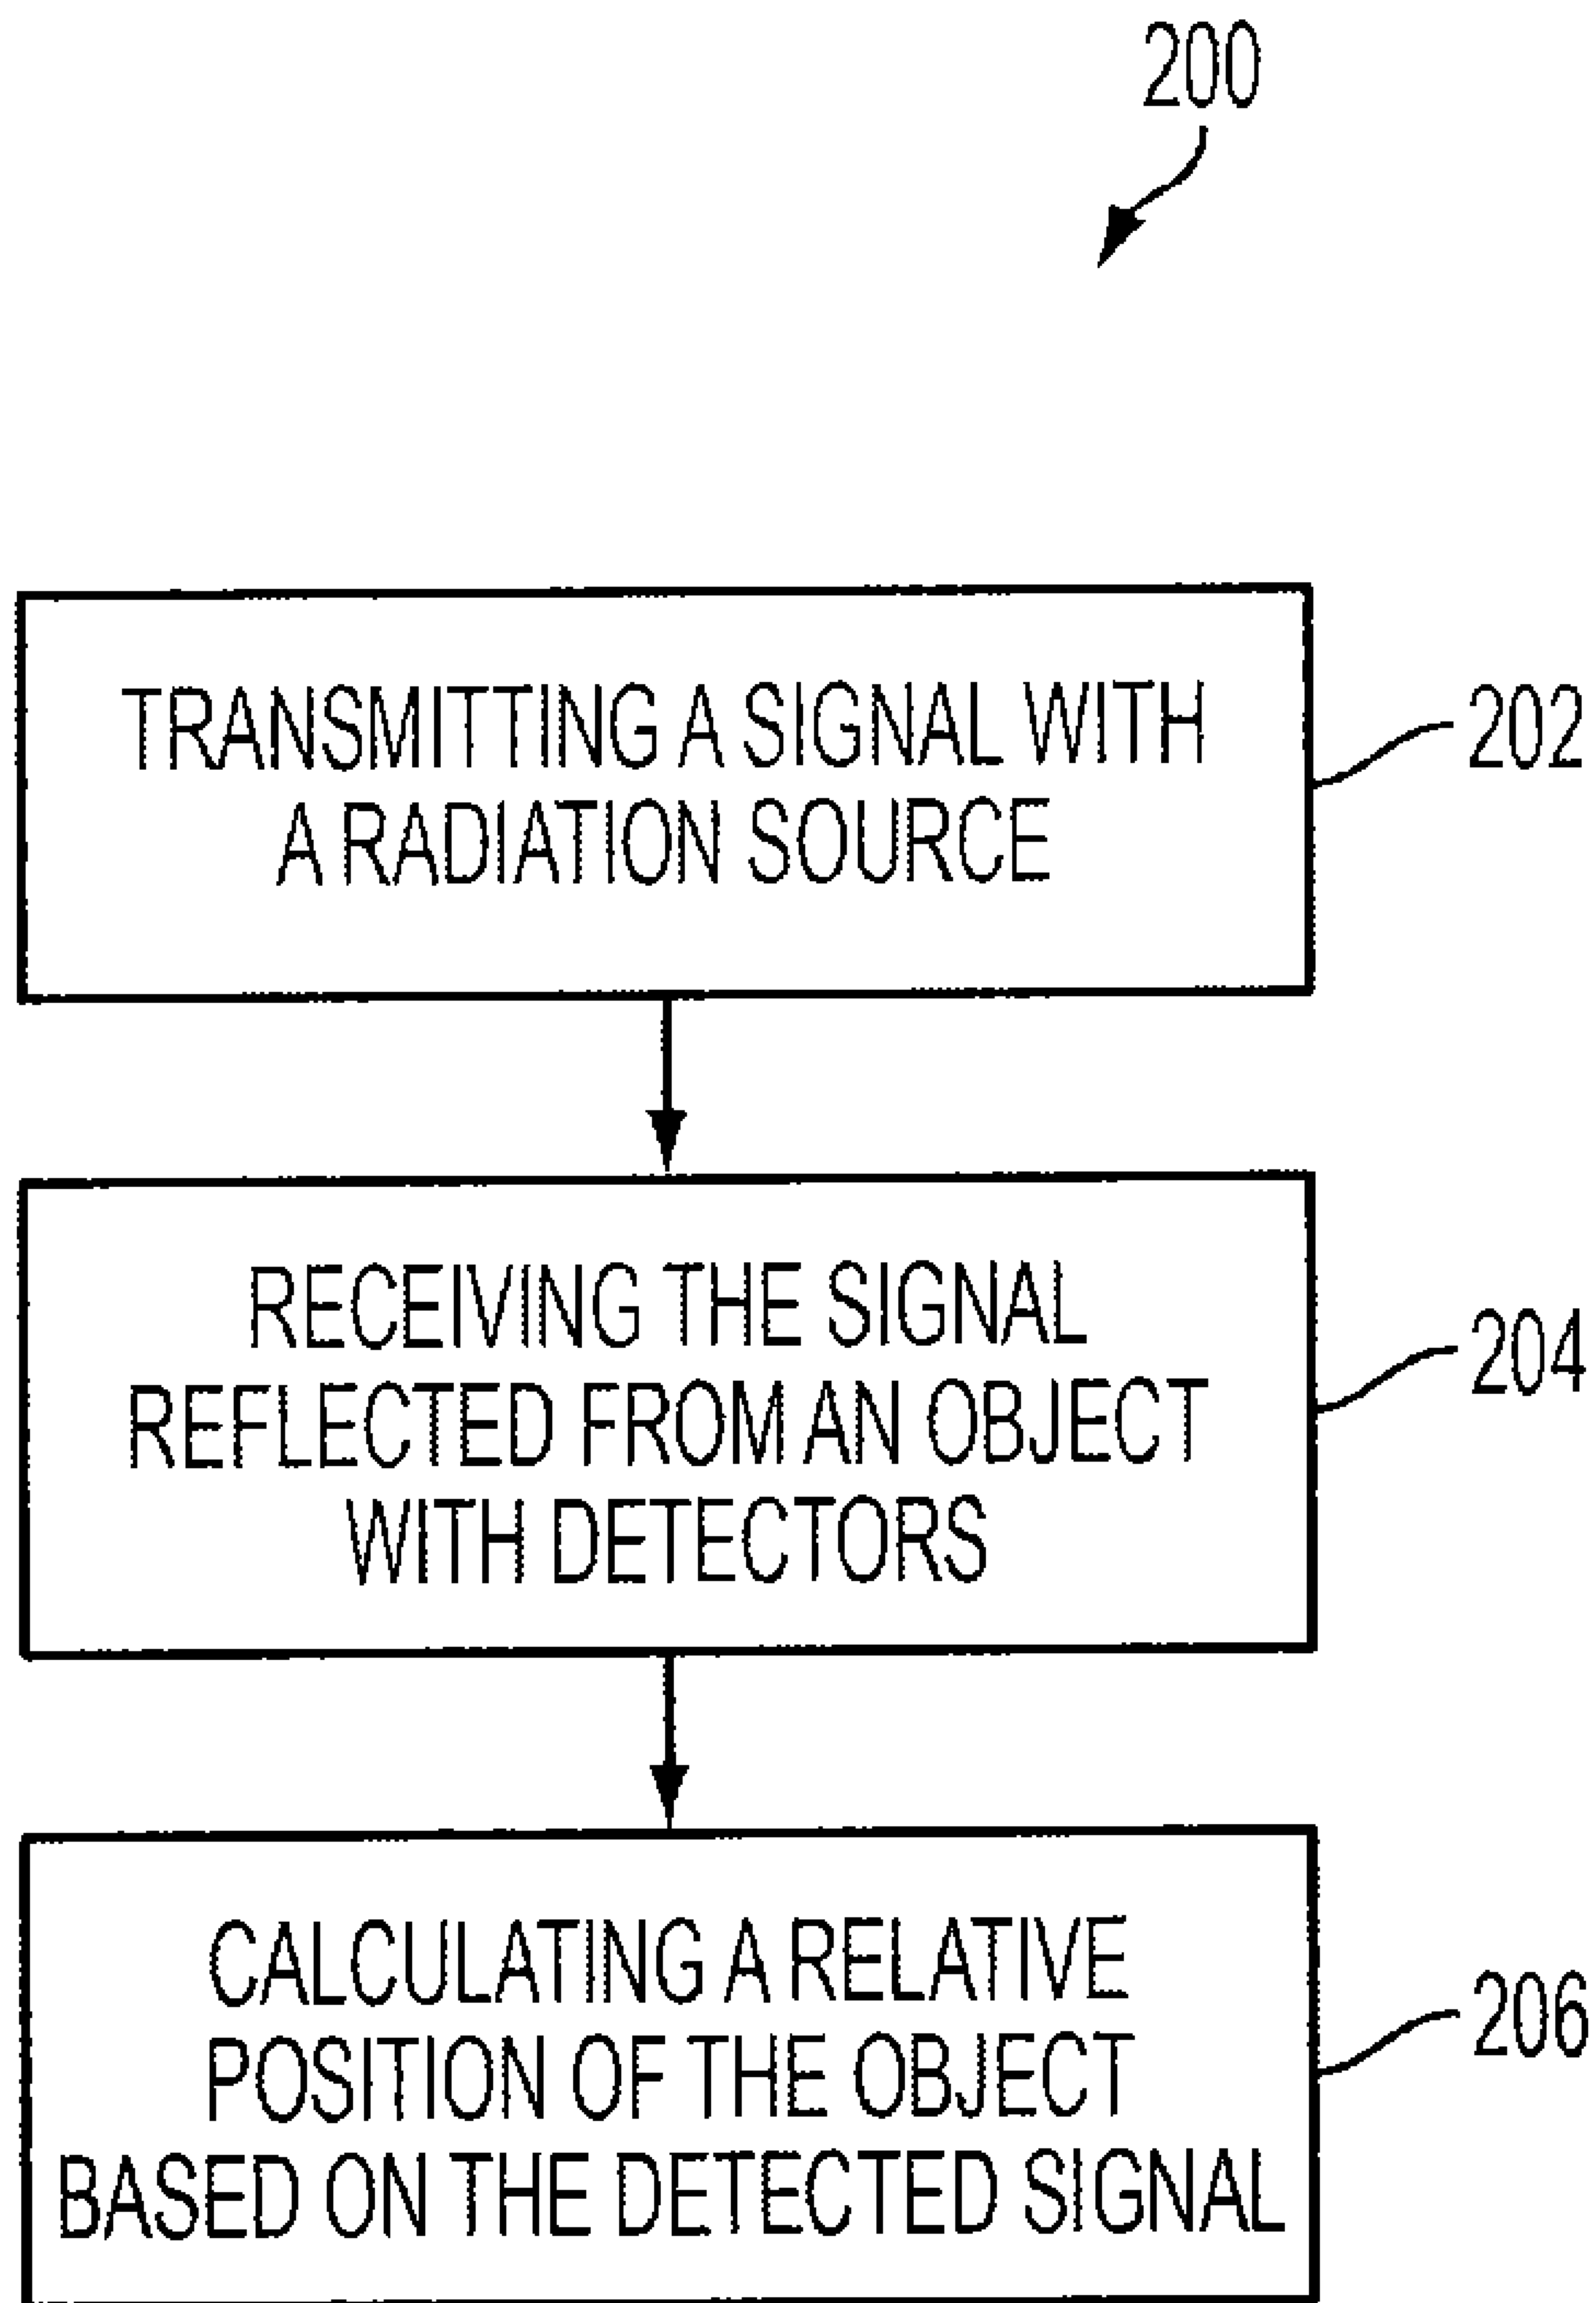 200
TRANSMITTING A SIGNAL WITH
A RADIATION SOURCE
202
RECEIVING THE SIGNAL
REFLECTED FROM AN OBJECT
WITH DETECTORS
204
CALCULATING A RELATIVE
POSITION OF THE OBJECT
BASED ON THE DETECTED SIGNAL
206